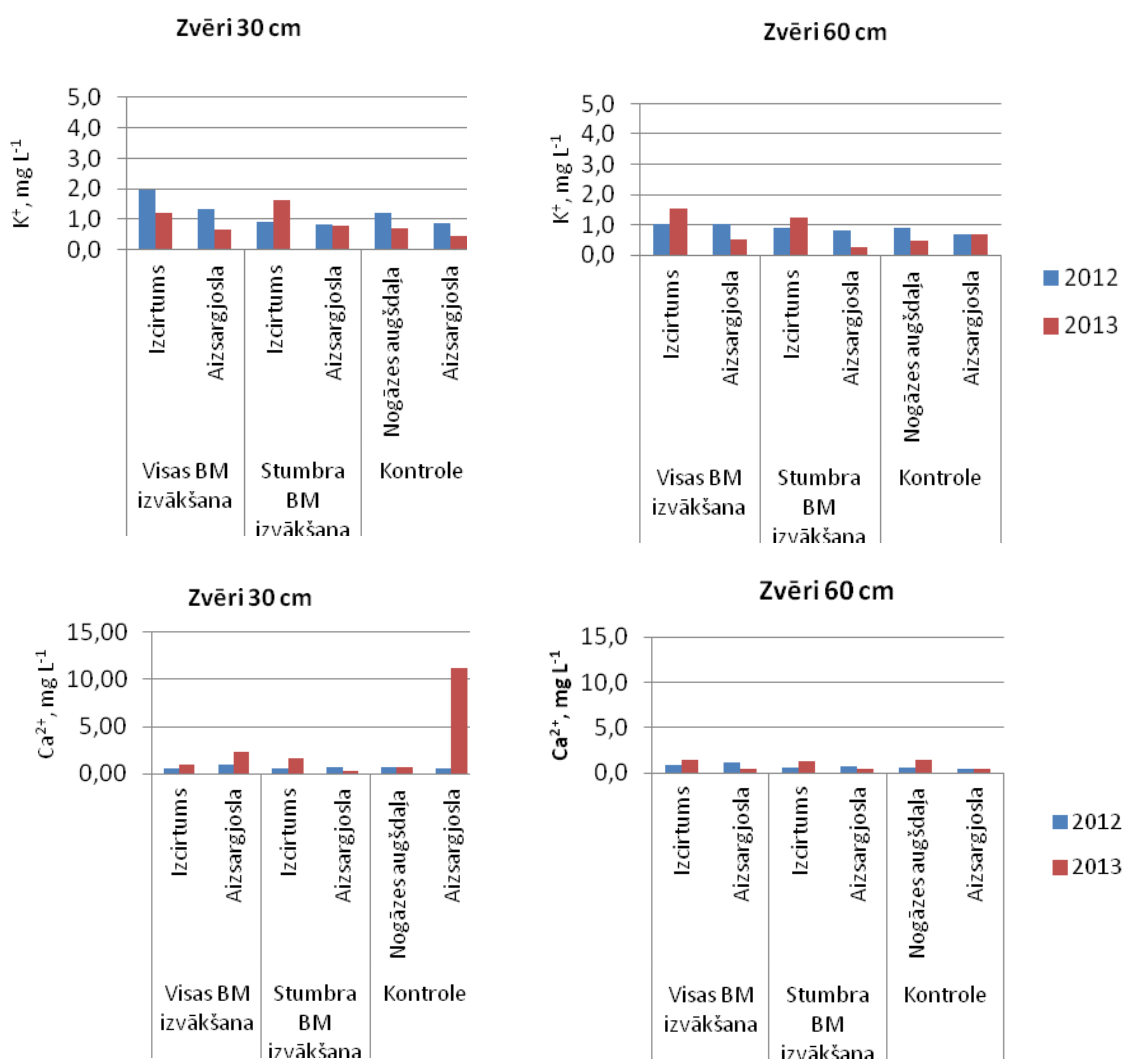 Zvēri 30 cm
K⁺, mg L⁻¹
5,0
4,0
3,0
2,0
1,0
0,0
Izcirtums
Aizsargjosla
Izcirtums
Aizsargjosla
Nogāzes augšdaļa
Aizsargjosla
Visas BM
izvākšana
Stumbra
BM
izvākšana
Kontrole
Zvēri 60 cm
K⁺, mg L⁻¹
5,0
4,0
3,0
2,0
1,0
0,0
Izcirtums
Aizsargjosla
Izcirtums
Aizsargjosla
Nogāzes augšdaļa
Aizsargjosla
Visas BM
izvākšana
Stumbra
BM
izvākšana
Kontrole
2012
2013
Zvēri 30 cm
Ca²⁺, mg L⁻¹
15,00
10,00
5,00
0,00
Izcirtums
Aizsargjosla
Izcirtums
Aizsargjosla
Nogāzes augšdaļa
Aizsargjosla
Visas BM
izvākšana
Stumbra
BM
izvākšana
Kontrole
Zvēri 60 cm
Ca²⁺, mg L⁻¹
15,0
10,0
5,0
0,0
Izcirtums
Aizsargjosla
Izcirtums
Aizsargjosla
Nogāzes augšdaļa
Aizsargjosla
Visas BM
izvākšana
Stumbra
BM
izvākšana
Kontrole
2012
2013